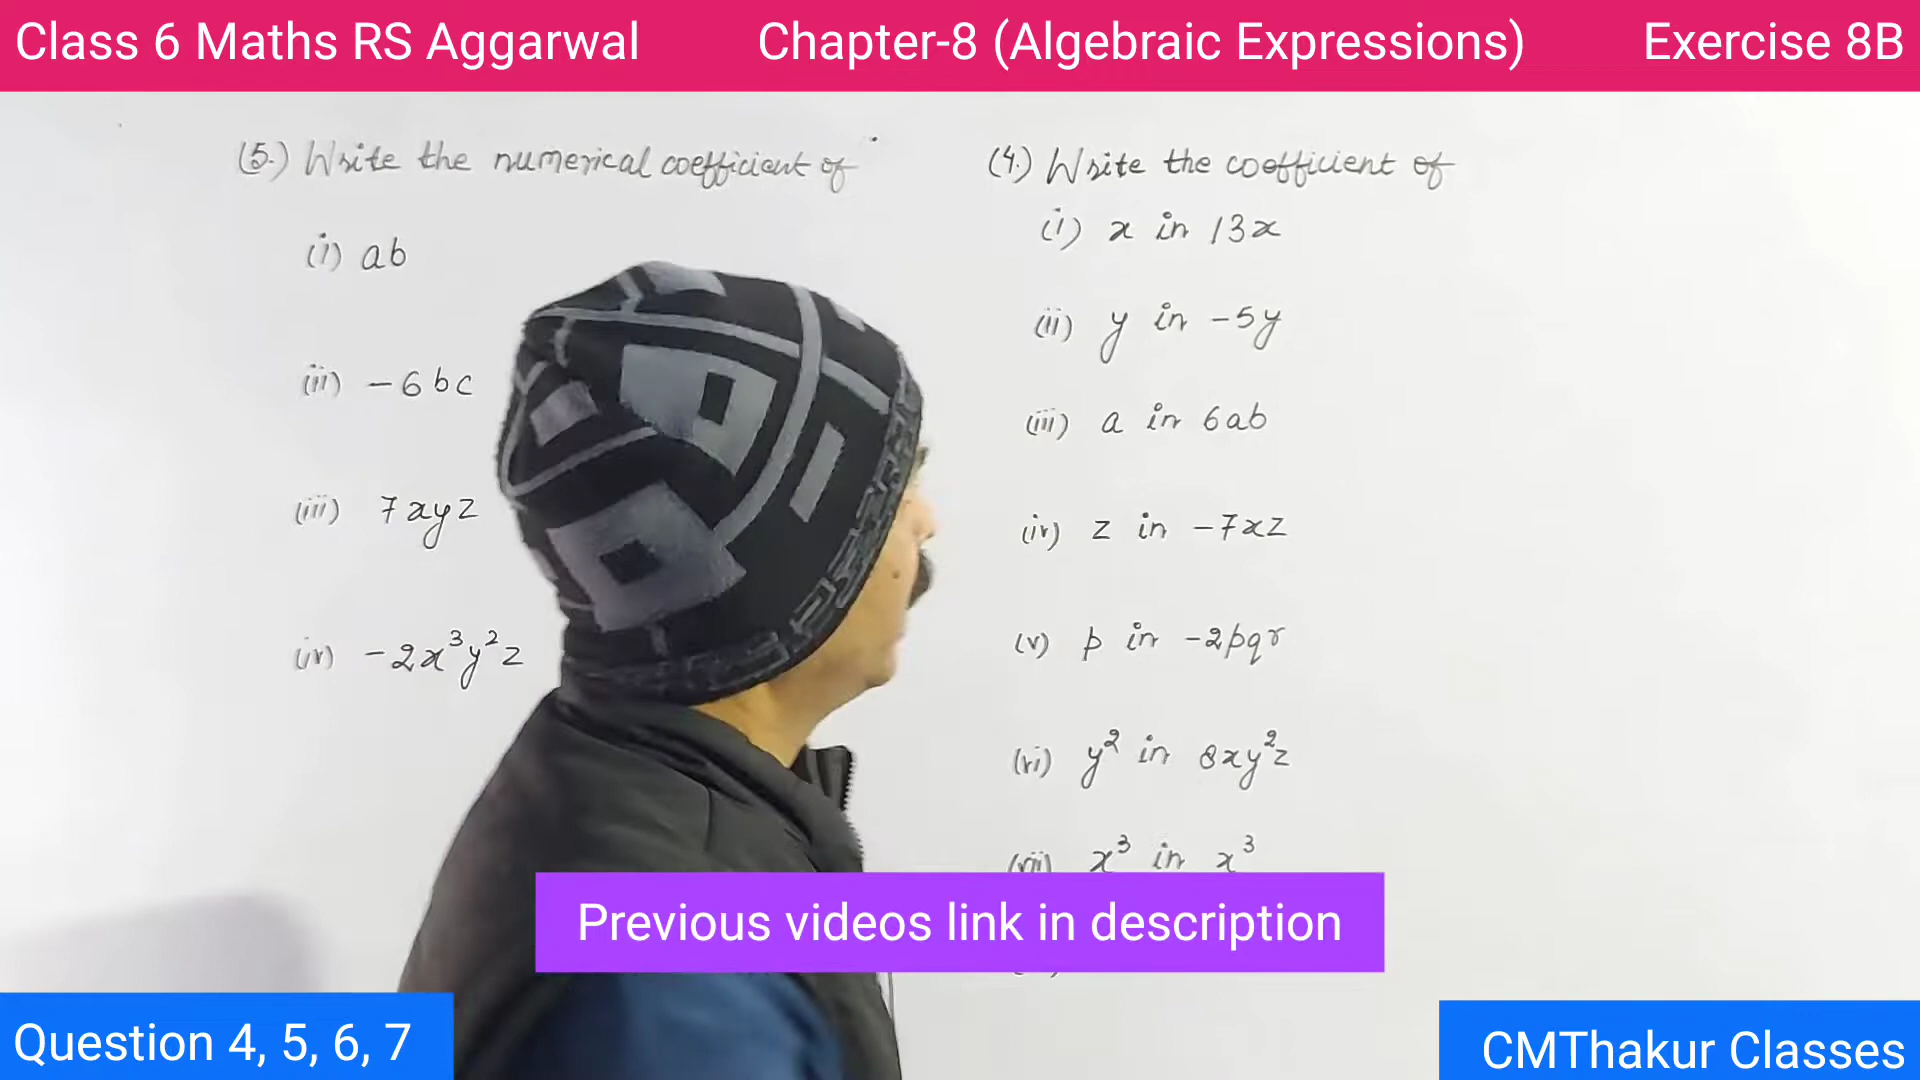 Class 6 Maths RS Aggarwal Chapter-8 (Algebraic Expressions) Exercise 8B
(5.) Write the numerical coefficient of
(i) ab
(ii) -6bc
(iii) 7xyz
(iv) -2x³y²z
(4.) Write the coefficient of
(i) x in 13x
(ii) y in -5y
(iii) a in 6ab
(iv) z in -7xz
(v) p in -2pqr
(vi) y² in 8xy²z
(vii) x³ in x³
Previous videos link in description
Question 4, 5, 6, 7
CMThakur Classes